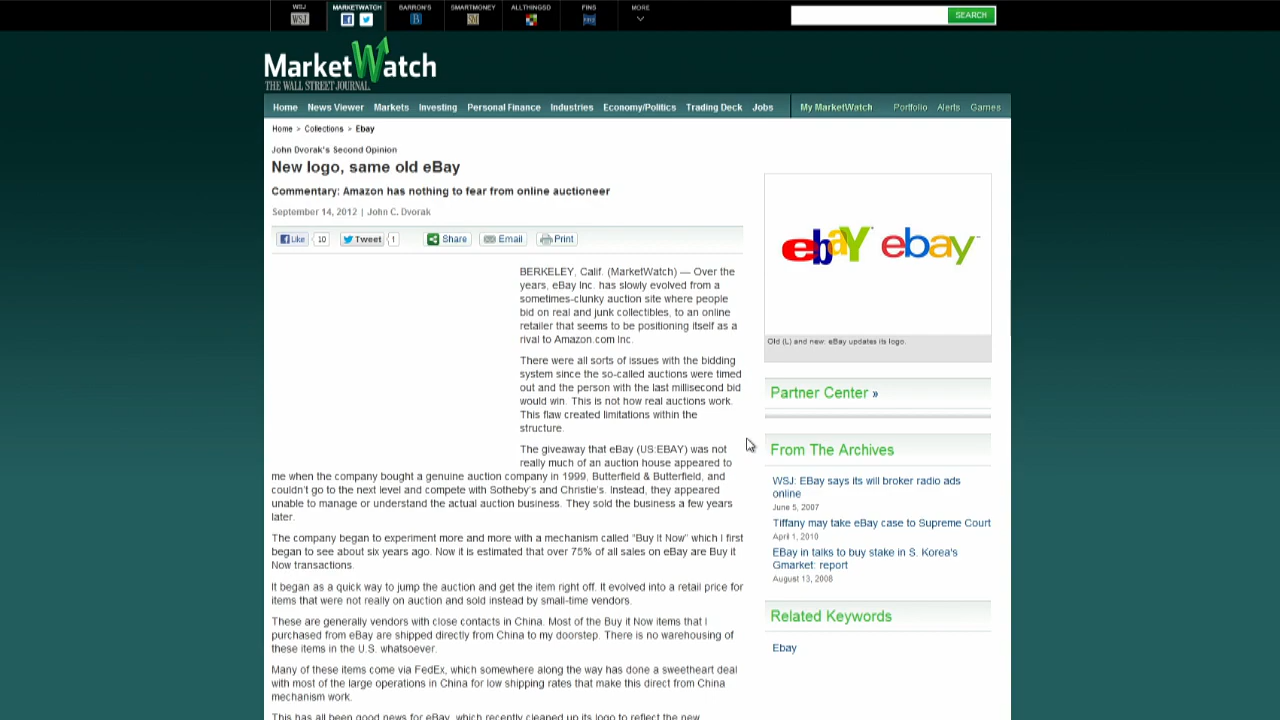 WSJ MARKETWATCH BARRON'S SMARTMONEY ALLTHINGSD FINS MORE
WSJ
SEARCH
MarketWatch
THE WALL STREET JOURNAL.
Home News Viewer Markets Investing Personal Finance Industries Economy/Politics Trading Deck Jobs My MarketWatch Portfolio Alerts Games
Home > Collections > Ebay
John Dvorak's Second Opinion
New logo, same old eBay
Commentary: Amazon has nothing to fear from online auctioneer
September 14, 2012 | John C. Dvorak
Like 10 Tweet 1 Share Email Print
BERKELEY, Calif. (MarketWatch) — Over the
years, eBay Inc. has slowly evolved from a
sometimes-clunky auction site where people
bid on real and junk collectibles, to an online
retailer that seems to be positioning itself as a
rival to Amazon.com Inc.
There were all sorts of issues with the bidding
system since the so-called auctions were timed
out and the person with the last millisecond bid
would win. This is not how real auctions work.
This flaw created limitations within the
structure.
The giveaway that eBay (US:EBAY) was not
really much of an auction house appeared to
me when the company bought a genuine auction company in 1999, Butterfield & Butterfield, and
couldn't go to the next level and compete with Sotheby's and Christie's. Instead, they appeared
unable to manage or understand the actual auction business. They sold the business a few years
later.
The company began to experiment more and more with a mechanism called "Buy It Now" which I first
began to see about six years ago. Now it is estimated that over 75% of all sales on eBay are Buy it
Now transactions.
It began as a quick way to jump the auction and get the item right off. It evolved into a retail price for
items that were not really on auction and sold instead by small-time vendors.
These are generally vendors with close contacts in China. Most of the Buy it Now items that I
purchased from eBay are shipped directly from China to my doorstep. There is no warehousing of
these items in the U.S. whatsoever.
Many of these items come via FedEx, which somewhere along the way has done a sweetheart deal
with most of the large operations in China for low shipping rates that make this direct from China
mechanism work.
This has all been good news for eBay, which recently cleaned up its logo to reflect the new
ebaY ebay
Old (L) and new: eBay updates its logo.
Partner Center »
From The Archives
WSJ: EBay says its will broker radio ads
online
June 5, 2007
Tiffany may take eBay case to Supreme Court
April 1, 2010
EBay in talks to buy stake in S. Korea's
Gmarket: report
August 13, 2008
Related Keywords
Ebay